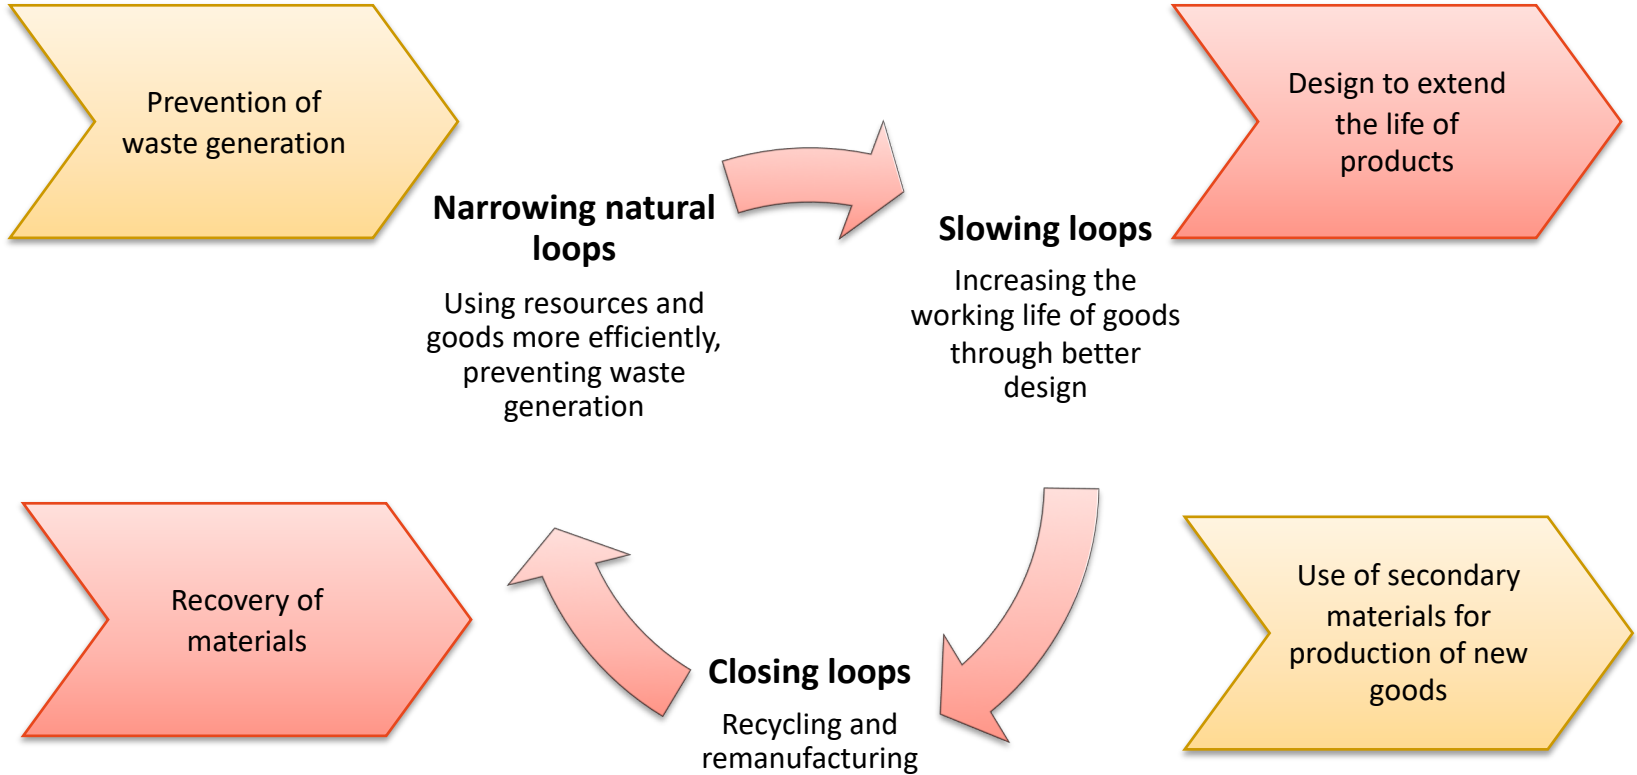 Prevention of
waste generation
Narrowing natural
loops
Using resources and
goods more efficiently,
preventing waste
generation
Design to extend
the life of
products
Slowing loops
Increasing the
working life of goods
through better
design
Recovery of
materials
Closing loops
Recycling and
remanufacturing
Use of secondary
materials for
production of new
goods